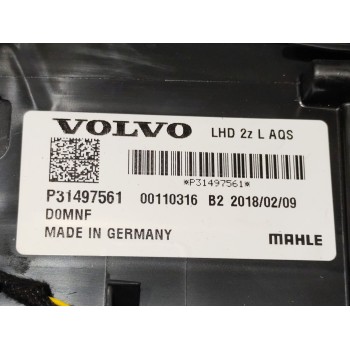 VOLVO LHD 2z L AQS
*P31497561*
P31497561 00110316 B2 2018/02/09
D0MNF
MADE IN GERMANY MAHLE